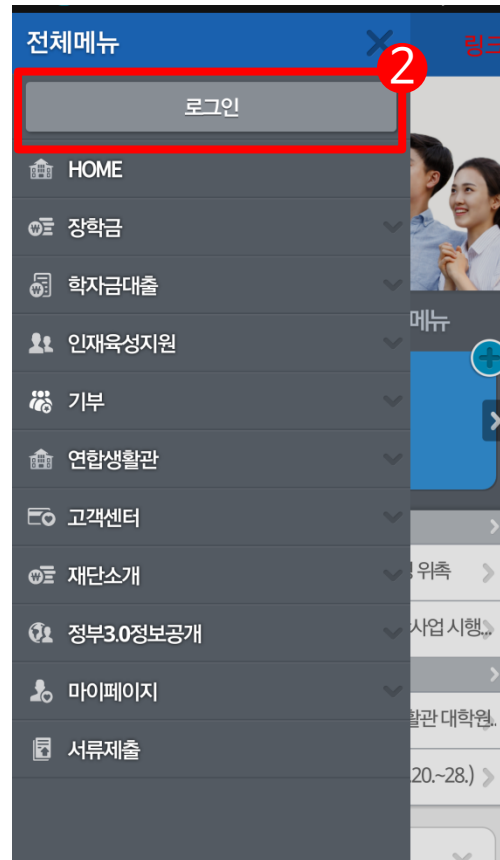 전체메뉴
2
로그인
HOME
장학금
학자금대출
인재육성지원
메뉴
기부
연합생활관
고객센터
재단소개
위촉
정부3.0정보공개
사업 시행..
마이페이지
활관 대학원..
서류제출
.20.~28.)